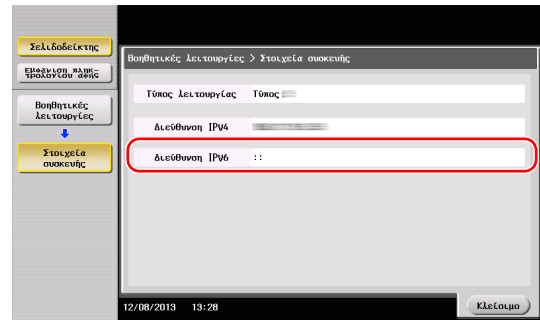 Σελιδοδείκτης
Εμφάνιση πληκ-
τρολογίου αφής
Βοηθητικές
λειτουργίες
Στοιχεία
συσκευής
Βοηθητικές λειτουργίες > Στοιχεία συσκευής
Τύπος λειτουργίας Τύπος
Διεύθυνση IPv4
Διεύθυνση IPv6 ::
12/08/2013 13:28
Κλείσιμο